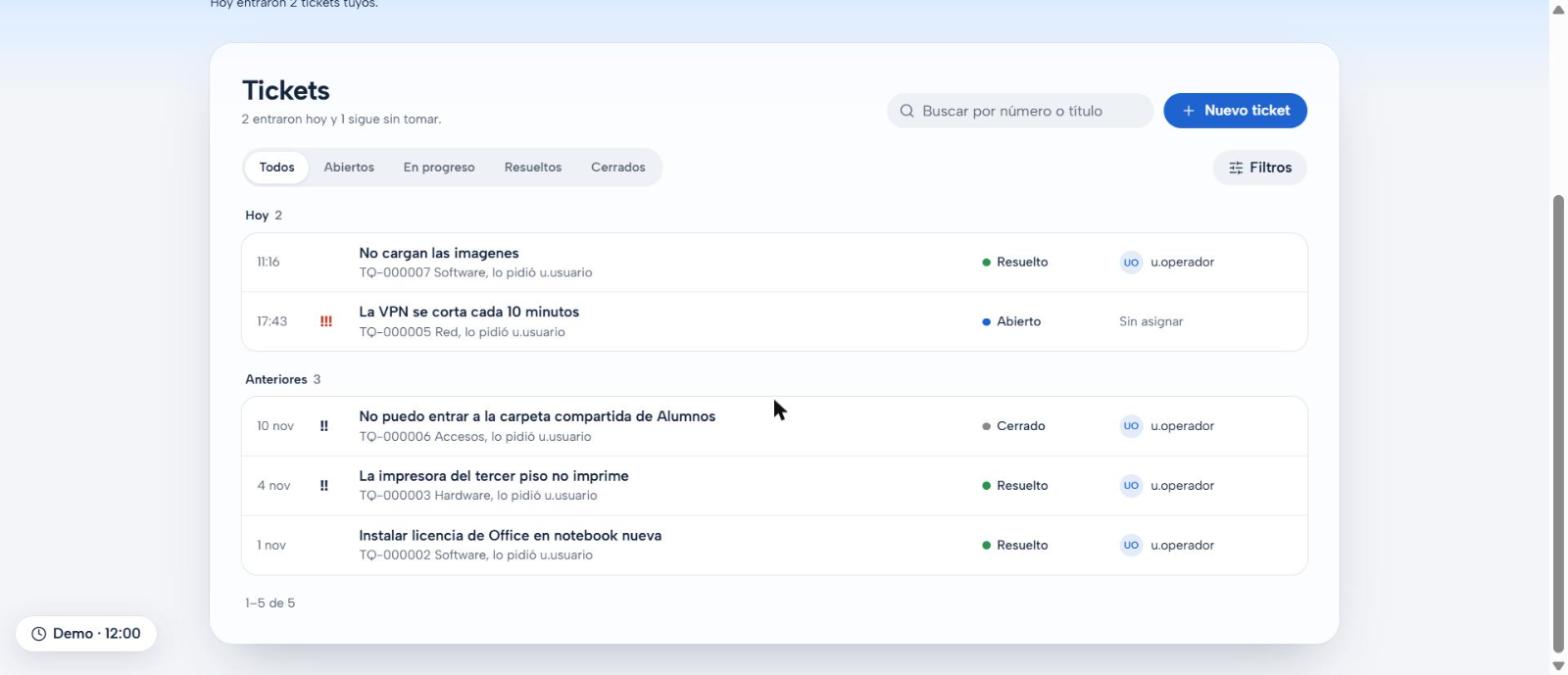 Hoy entraron 2 tickets tuyos.
Tickets
2 entraron hoy y 1 sigue sin tomar.
Buscar por número o título
+ Nuevo ticket
Todos Abiertos En progreso Resueltos Cerrados
Filtros
Hoy 2
11:16 No cargan las imagenes Resuelto UO u.operador
TQ-000007 Software, lo pidió u.usuario
17:43 !!! La VPN se corta cada 10 minutos Abierto Sin asignar
TQ-000005 Red, lo pidió u.usuario
Anteriores 3
10 nov !! No puedo entrar a la carpeta compartida de Alumnos Cerrado UO u.operador
TQ-000006 Accesos, lo pidió u.usuario
4 nov !! La impresora del tercer piso no imprime Resuelto UO u.operador
TQ-000003 Hardware, lo pidió u.usuario
1 nov Instalar licencia de Office en notebook nueva Resuelto UO u.operador
TQ-000002 Software, lo pidió u.usuario
1–5 de 5
Demo · 12:00